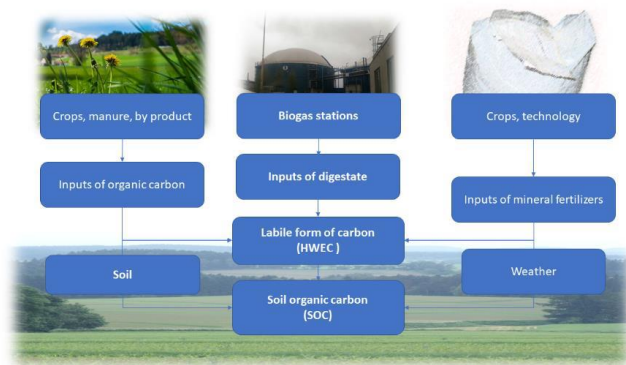 Crops, manure, by product
Biogas stations
Crops, technology
Inputs of organic carbon
Inputs of digestate
Inputs of mineral fertilizers
Labile form of carbon
(HWEC )
Soil
Weather
Soil organic carbon
(SOC)